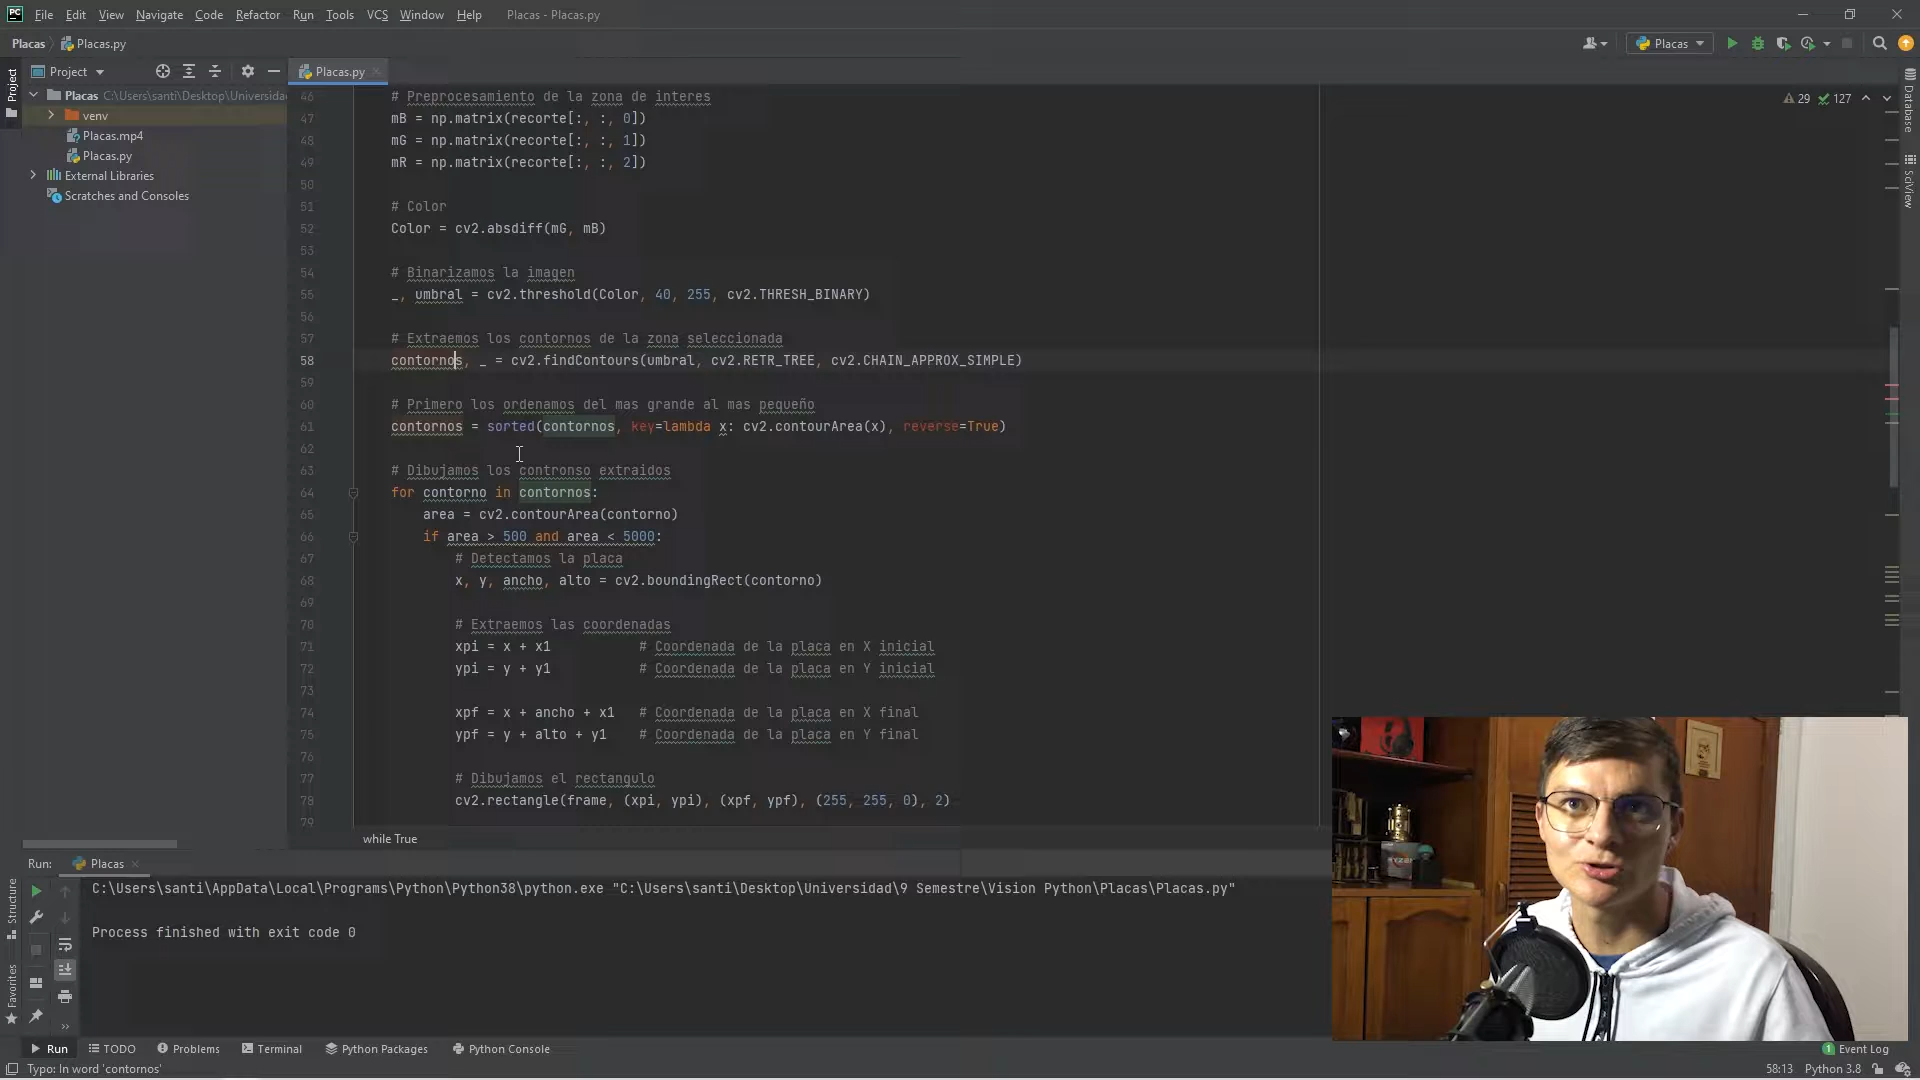 PC File Edit View Navigate Code Refactor Run Tools VCS Window Help Placas - Placas.py
Placas Placas.py Placas
Project Placas.py
Placas C:\Users\santi\Desktop\Universida
venv
Placas.mp4
Placas.py
External Libraries
Scratches and Consoles
Project
Structure
Favorites
Database
SciView
29 127
46 # Preprocesamiento de la zona de interes
47 mB = np.matrix(recorte[:, :, 0])
48 mG = np.matrix(recorte[:, :, 1])
49 mR = np.matrix(recorte[:, :, 2])
50
51 # Color
52 Color = cv2.absdiff(mG, mB)
53
54 # Binarizamos la imagen
55 _, umbral = cv2.threshold(Color, 40, 255, cv2.THRESH_BINARY)
56
57 # Extraemos los contornos de la zona seleccionada
58 contornos, _ = cv2.findContours(umbral, cv2.RETR_TREE, cv2.CHAIN_APPROX_SIMPLE)
59
60 # Primero los ordenamos del mas grande al mas pequeño
61 contornos = sorted(contornos, key=lambda x: cv2.contourArea(x), reverse=True)
62
63 # Dibujamos los contronso extraidos
64 for contorno in contornos:
65 area = cv2.contourArea(contorno)
66 if area > 500 and area < 5000:
67 # Detectamos la placa
68 x, y, ancho, alto = cv2.boundingRect(contorno)
69
70 # Extraemos las coordenadas
71 xpi = x + x1 # Coordenada de la placa en X inicial
72 ypi = y + y1 # Coordenada de la placa en Y inicial
73
74 xpf = x + ancho + x1 # Coordenada de la placa en X final
75 ypf = y + alto + y1 # Coordenada de la placa en Y final
76
77 # Dibujamos el rectangulo
78 cv2.rectangle(frame, (xpi, ypi), (xpf, ypf), (255, 255, 0), 2)
79
while True
Run: Placas
C:\Users\santi\AppData\Local\Programs\Python\Python38\python.exe "C:\Users\santi\Desktop\Universidad\9 Semestre\Vision Python\Placas\Placas.py"
Process finished with exit code 0
RYZEN
Run TODO Problems Terminal Python Packages Python Console 1 Event Log
Typo: In word 'contornos' 58:13 Python 3.8